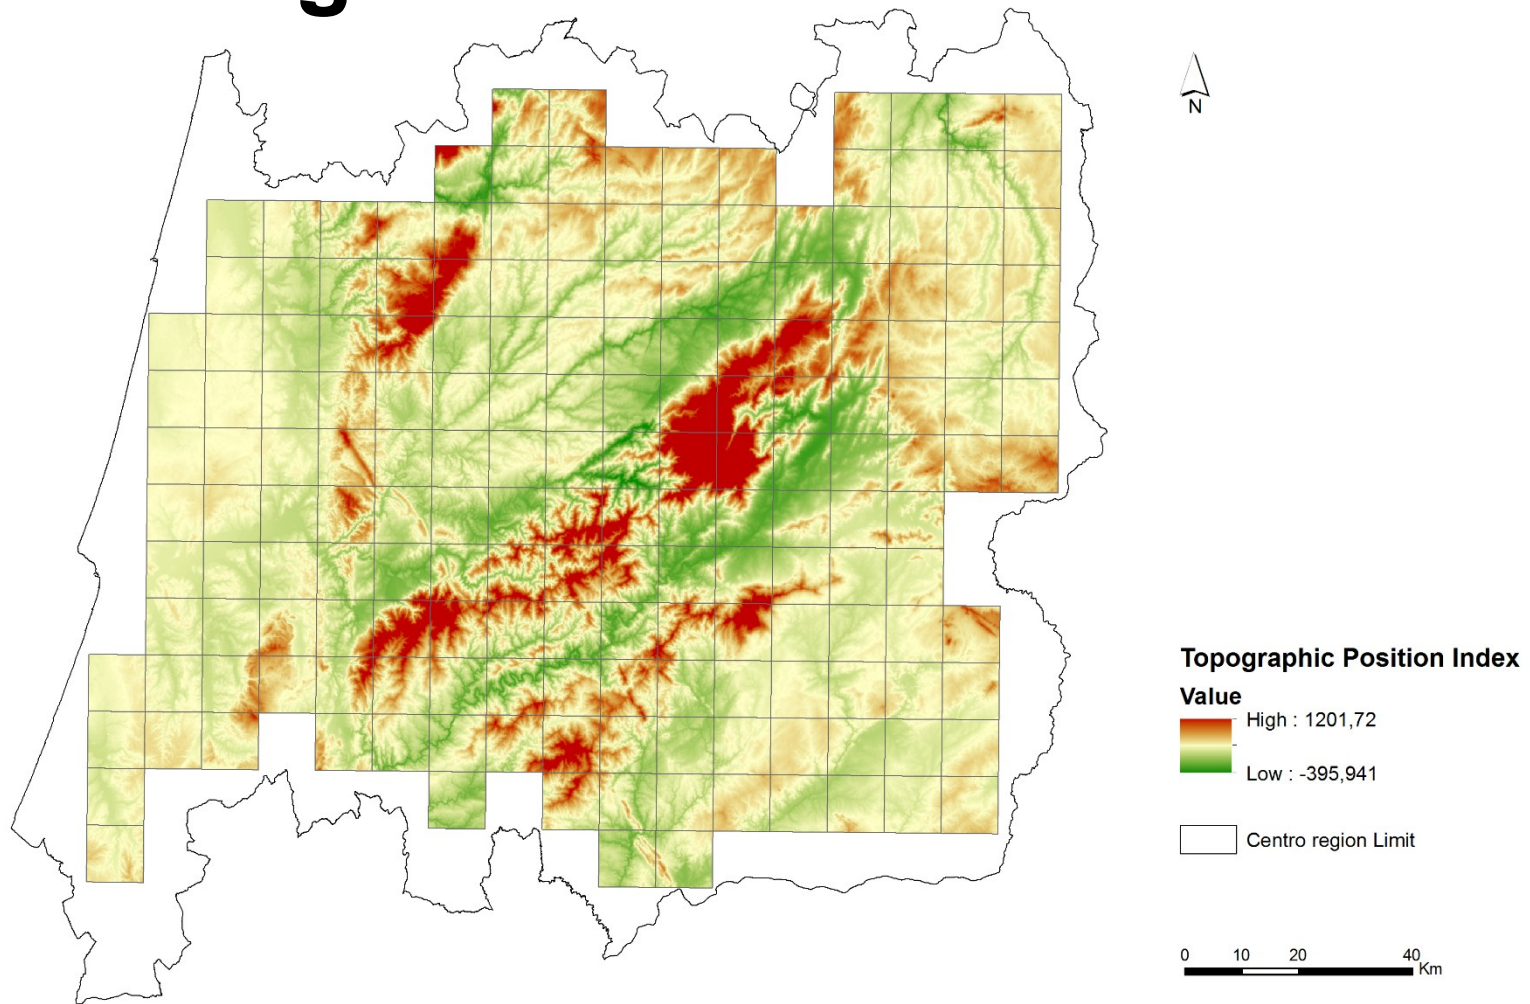 N
Topographic Position Index
Value
High : 1201,72
Low : -395,941
Centro region Limit
0 10 20 40
Km